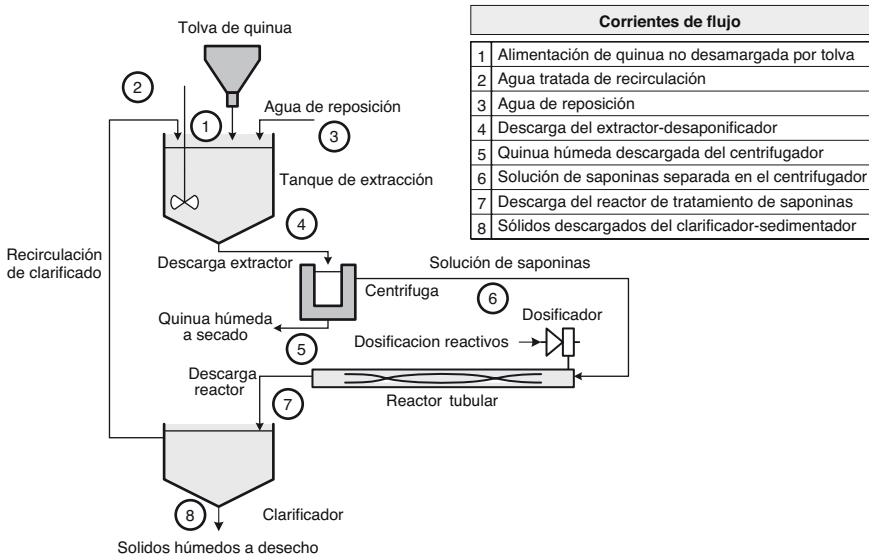 Tolva de quinua
2
Agua de reposición
1
3
Tanque de extracción
4
Recirculación
de clarificado
Descarga extractor
Solución de saponinas
Centrifuga
6
Quinua húmeda
a secado
Dosificador
Dosificacion reactivos
5
Descarga
reactor
Reactor tubular
7
8
Clarificador
Solidos húmedos a desecho
Corrientes de flujo
1 Alimentación de quinua no desamargada por tolva
2 Agua tratada de recirculación
3 Agua de reposición
4 Descarga del extractor-desaponificador
5 Quinua húmeda descargada del centrifugador
6 Solución de saponinas separada en el centrifugador
7 Descarga del reactor de tratamiento de saponinas
8 Sólidos descargados del clarificador-sedimentador